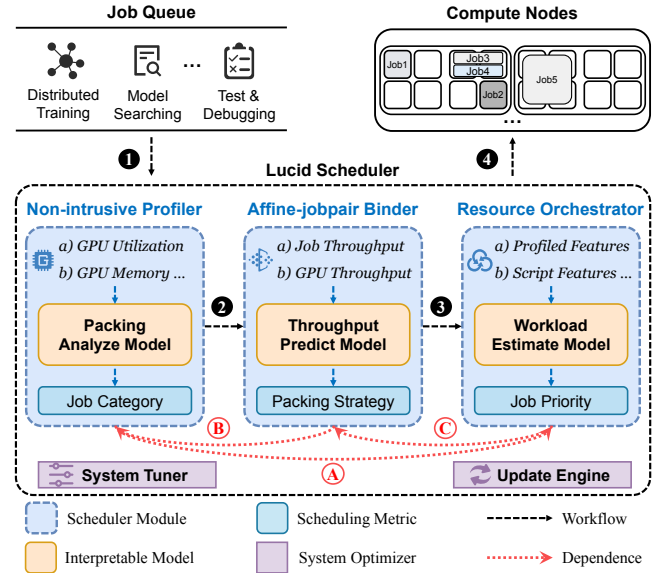 Job Queue
Compute Nodes
Distributed
Training
Model
Searching
...
Test &
Debugging
Job1
Job3
Job4
Job2
Job5
...
1
4
Lucid Scheduler
Non-intrusive Profiler
Affine-jobpair Binder
Resource Orchestrator
a) GPU Utilization
b) GPU Memory ...
a) Job Throughput
b) GPU Throughput
a) Profiled Features
b) Script Features ...
Packing
Analyze Model
2
Throughput
Predict Model
3
Workload
Estimate Model
Job Category
Packing Strategy
Job Priority
B
C
A
System Tuner
Update Engine
Scheduler Module
Scheduling Metric
Workflow
Interpretable Model
System Optimizer
Dependence